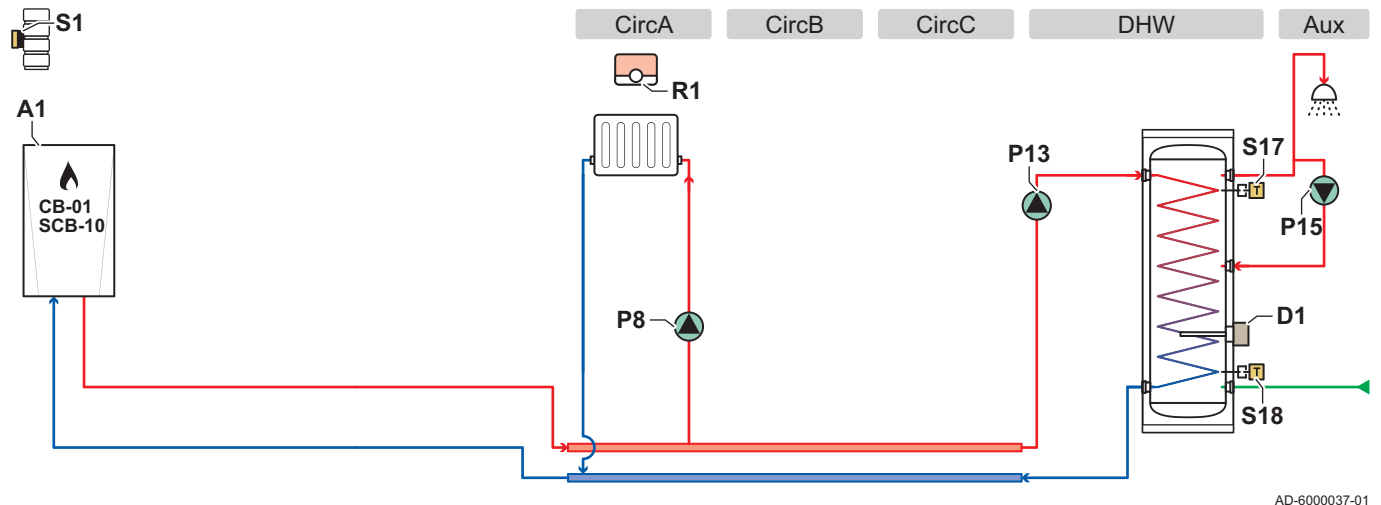 S1
CircA
CircB
CircC
DHW
Aux
R1
A1
CB-01
SCB-10
P13
S17
T
P15
P8
D1
T
S18
AD-6000037-01